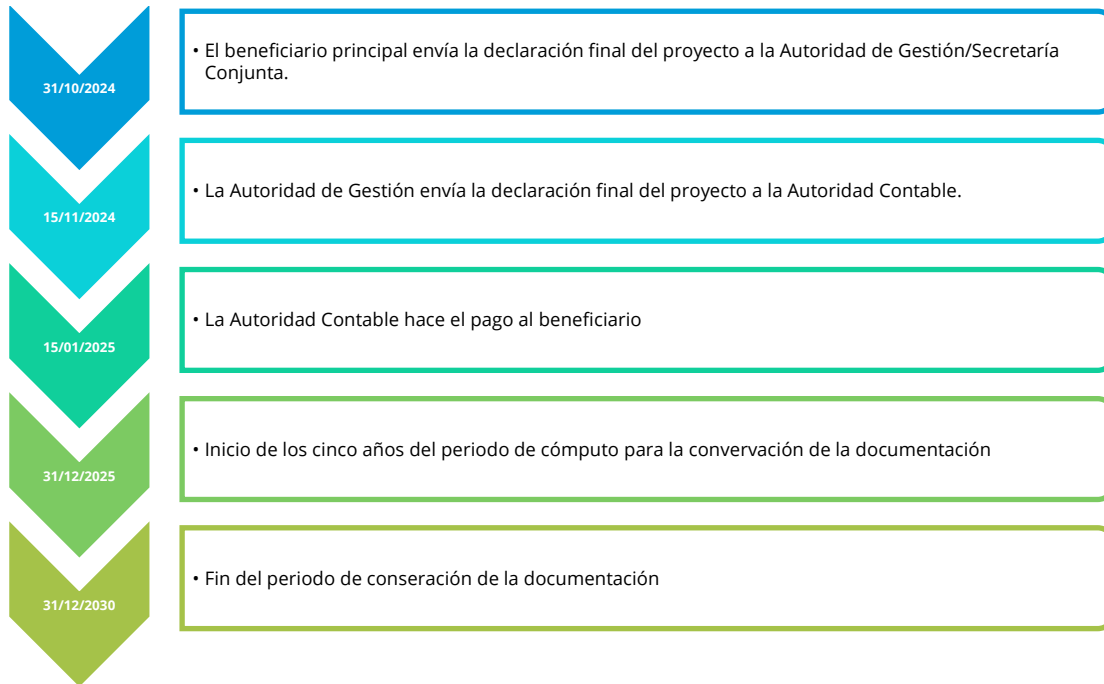 31/10/2024
• El beneficiario principal envía la declaración final del proyecto a la Autoridad de Gestión/Secretaría
Conjunta.
15/11/2024
• La Autoridad de Gestión envía la declaración final del proyecto a la Autoridad Contable.
15/01/2025
• La Autoridad Contable hace el pago al beneficiario
31/12/2025
• Inicio de los cinco años del periodo de cómputo para la convervación de la documentación
31/12/2030
• Fin del periodo de conseración de la documentación